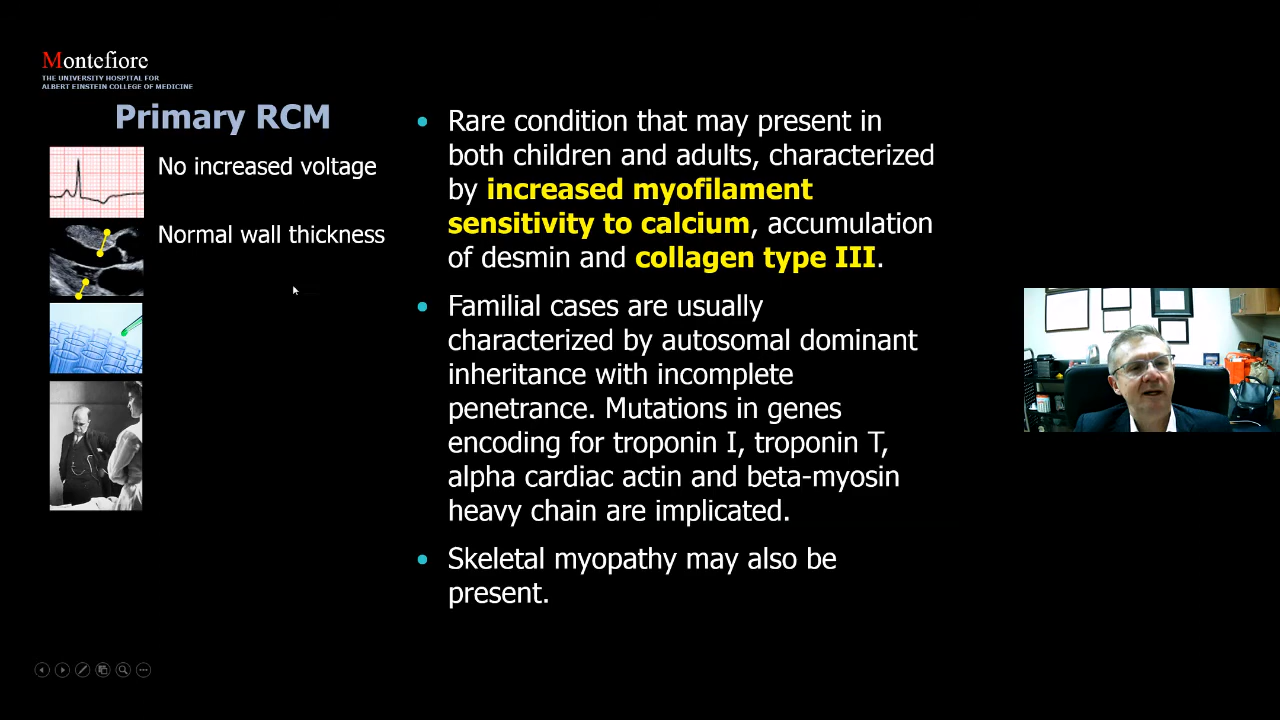 Montefiore
THE UNIVERSITY HOSPITAL FOR
ALBERT EINSTEIN COLLEGE OF MEDICINE
Primary RCM
No increased voltage
Normal wall thickness
Rare condition that may present in
both children and adults, characterized
by increased myofilament
sensitivity to calcium, accumulation
of desmin and collagen type III.
Familial cases are usually
characterized by autosomal dominant
inheritance with incomplete
penetrance. Mutations in genes
encoding for troponin I, troponin T,
alpha cardiac actin and beta-myosin
heavy chain are implicated.
Skeletal myopathy may also be
present.